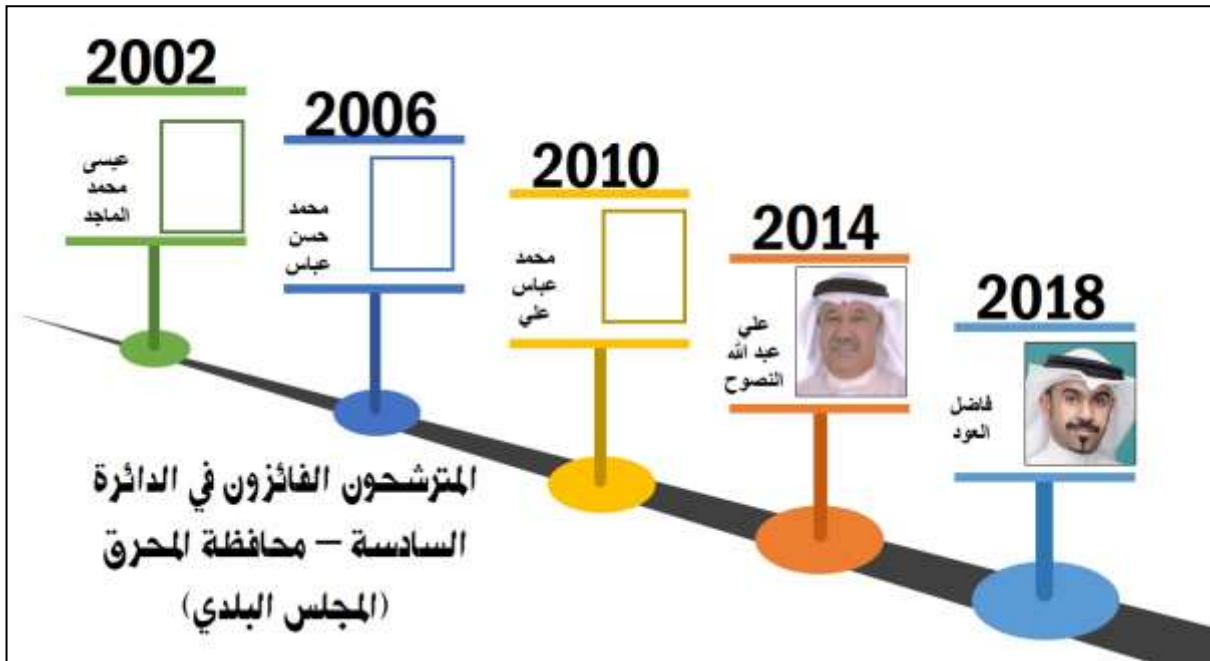 2002
عيسى
محمد
الماجد
2006
محمد
حسن
عباس
2010
محمد
عباس
علي
2014
علي
عبد الله
النصوح
2018
فاضل
العود
المترشحون الفائزون في الدائرة
السادسة – محافظة المحرق
(المجلس البلدي)